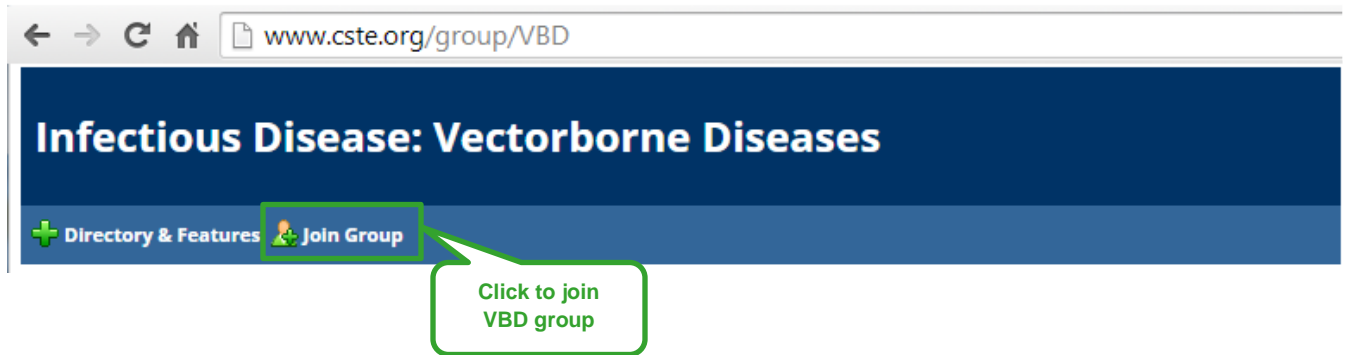 www.cste.org/group/VBD
Infectious Disease: Vectorborne Diseases
Directory & Features Join Group
Click to join
VBD group